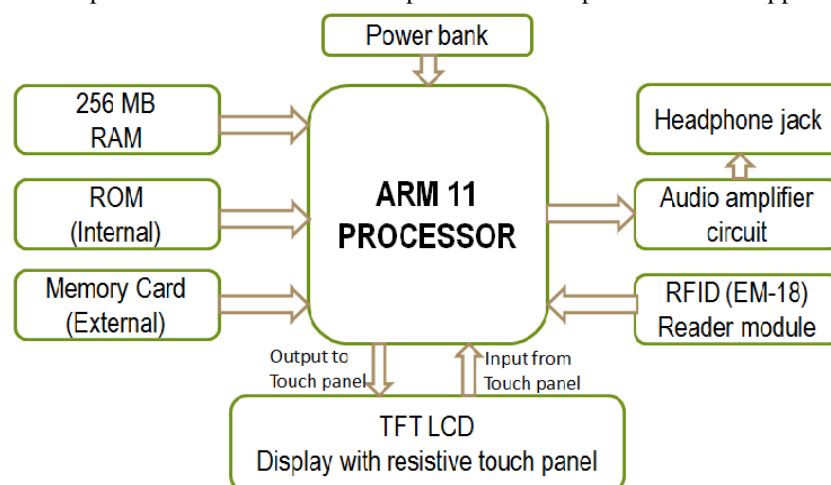 Power bank
256 MB
RAM
ROM
(Internal)
Memory Card
(External)
ARM 11
PROCESSOR
Headphone jack
Audio amplifier
circuit
RFID (EM-18)
Reader module
Output to
Touch panel
Input from
Touch panel
TFT LCD
Display with resistive touch panel